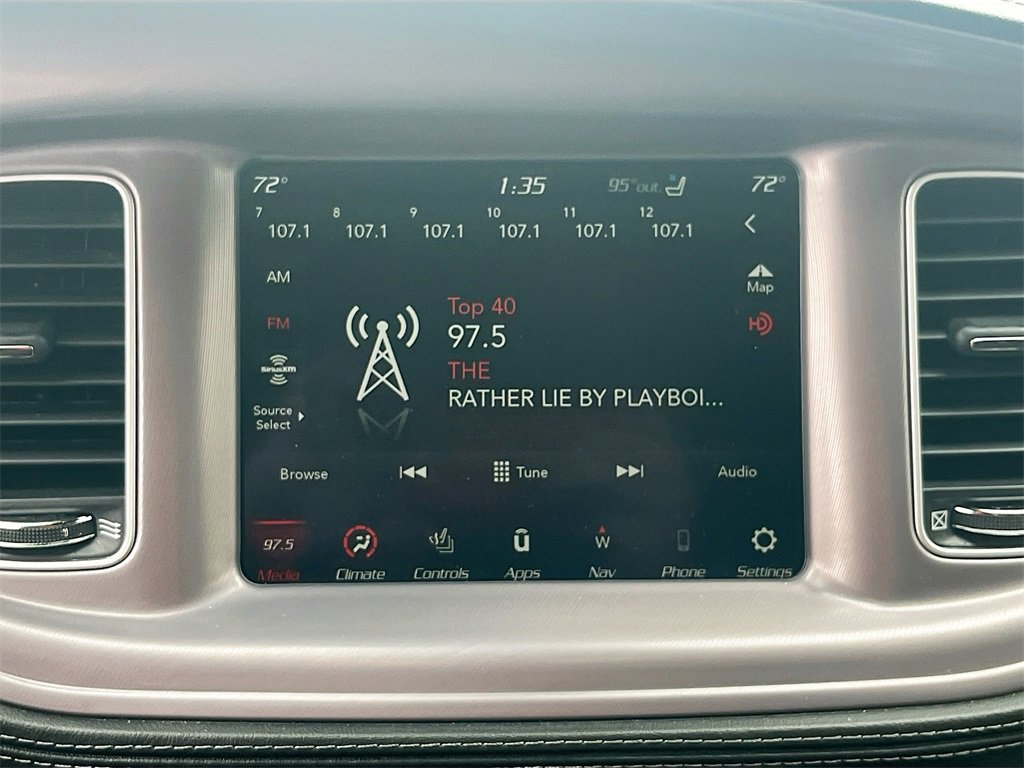 72° 1:35 95°out 72°
7 8 9 10 11 12
107.1 107.1 107.1 107.1 107.1 107.1
AM
Map
Top 40
FM
97.5
HD
SiriusXM
THE
RATHER LIE BY PLAYBOI...
Source
Select
Browse Tune Audio
97.5 W
Media Climate Controls Apps Nav Phone Settings